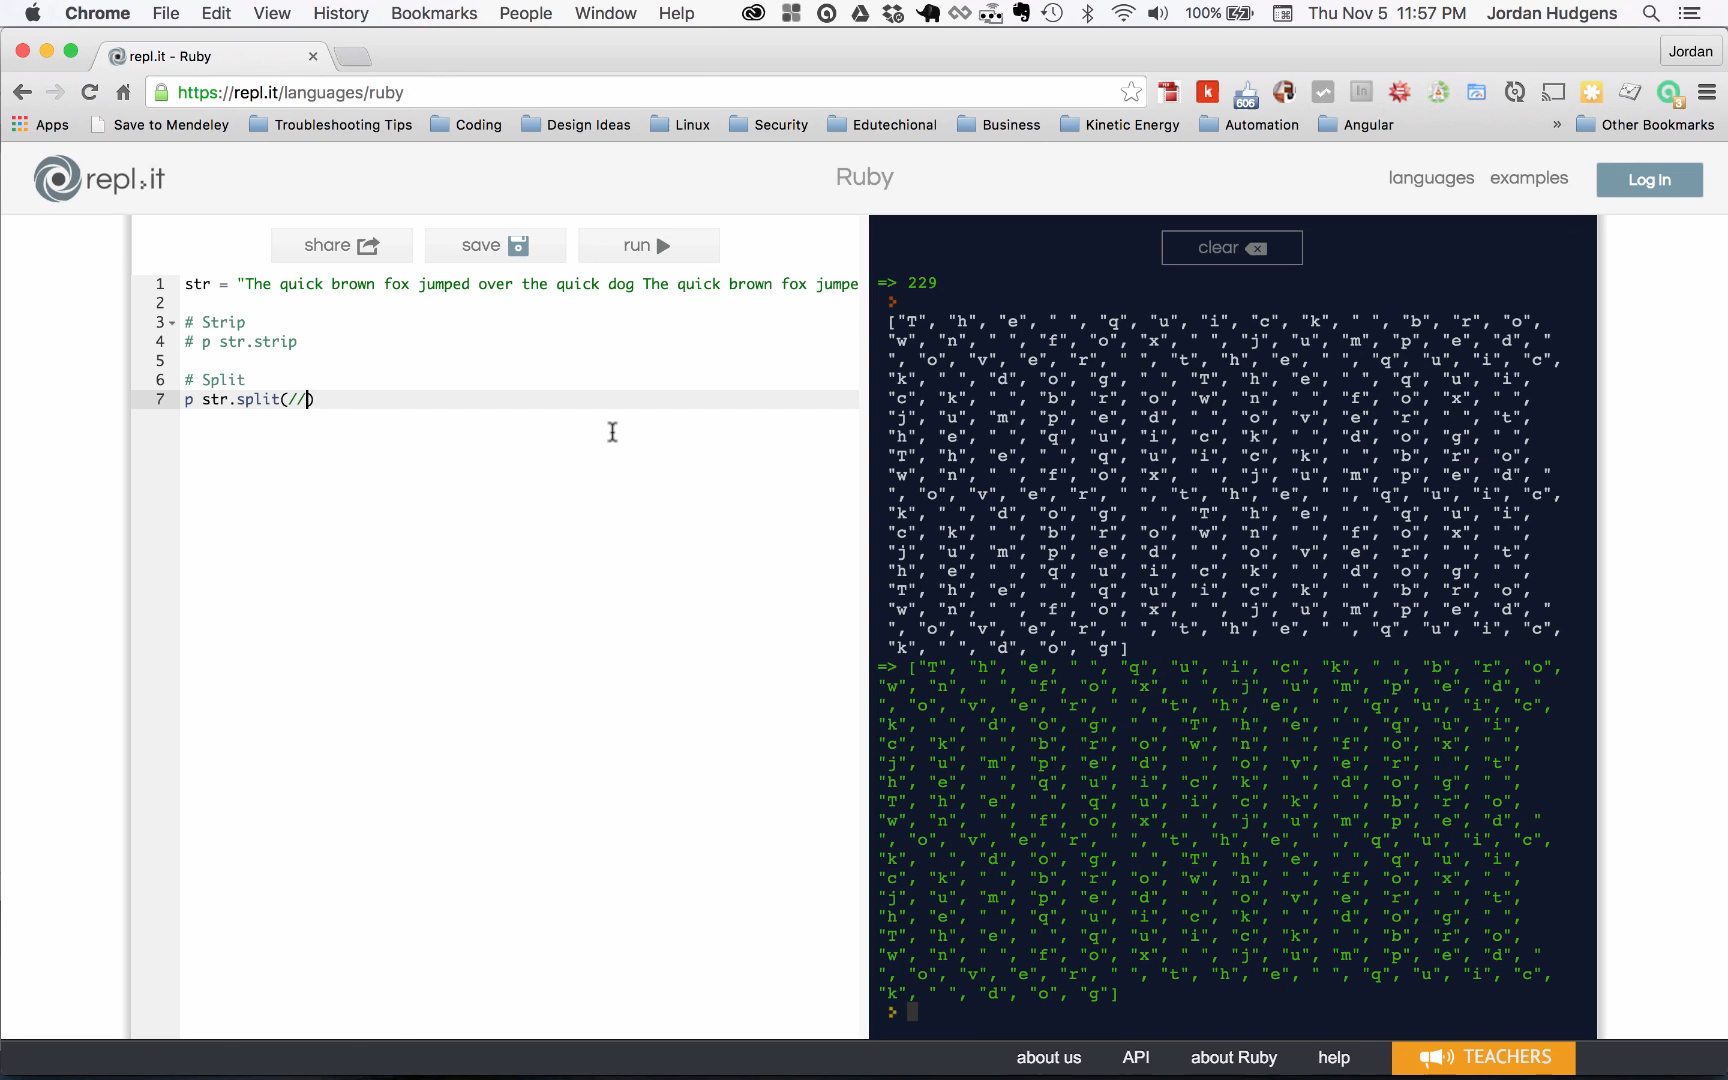 Chrome File Edit View History Bookmarks People Window Help 100% Thu Nov 5 11:57 PM Jordan Hudgens
repl.it - Ruby
Jordan
https://repl.it/languages/ruby
606
3
Apps Save to Mendeley Troubleshooting Tips Coding Design Ideas Linux Security Edutechional Business Kinetic Energy Automation Angular » Other Bookmarks
repl.it Ruby languages examples Log In
share save run clear
1 str = "The quick brown fox jumped over the quick dog The quick brown fox jumpe
2
3 # Strip
4 # p str.strip
5
6 # Split
7 p str.split(//)
=> 229
["T", "h", "e", " ", "q", "u", "i", "c", "k", " ", "b", "r", "o",
"w", "n", " ", "f", "o", "x", " ", "j", "u", "m", "p", "e", "d", "
", "o", "v", "e", "r", " ", "t", "h", "e", " ", "q", "u", "i", "c",
"k", " ", "d", "o", "g", " ", "T", "h", "e", " ", "q", "u", "i",
"c", "k", " ", "b", "r", "o", "w", "n", " ", "f", "o", "x", " ",
"j", "u", "m", "p", "e", "d", " ", "o", "v", "e", "r", " ", "t",
"h", "e", " ", "q", "u", "i", "c", "k", " ", "d", "o", "g", " ",
"T", "h", "e", " ", "q", "u", "i", "c", "k", " ", "b", "r", "o",
"w", "n", " ", "f", "o", "x", " ", "j", "u", "m", "p", "e", "d", "
", "o", "v", "e", "r", " ", "t", "h", "e", " ", "q", "u", "i", "c",
"k", " ", "d", "o", "g", " ", "T", "h", "e", " ", "q", "u", "i",
"c", "k", " ", "b", "r", "o", "w", "n", " ", "f", "o", "x", " ",
"j", "u", "m", "p", "e", "d", " ", "o", "v", "e", "r", " ", "t",
"h", "e", " ", "q", "u", "i", "c", "k", " ", "d", "o", "g", " ",
"T", "h", "e", " ", "q", "u", "i", "c", "k", " ", "b", "r", "o",
"w", "n", " ", "f", "o", "x", " ", "j", "u", "m", "p", "e", "d", "
", "o", "v", "e", "r", " ", "t", "h", "e", " ", "q", "u", "i", "c",
"k", " ", "d", "o", "g"]
=> ["T", "h", "e", " ", "q", "u", "i", "c", "k", " ", "b", "r", "o",
"w", "n", " ", "f", "o", "x", " ", "j", "u", "m", "p", "e", "d", "
", "o", "v", "e", "r", " ", "t", "h", "e", " ", "q", "u", "i", "c",
"k", " ", "d", "o", "g", " ", "T", "h", "e", " ", "q", "u", "i",
"c", "k", " ", "b", "r", "o", "w", "n", " ", "f", "o", "x", " ",
"j", "u", "m", "p", "e", "d", " ", "o", "v", "e", "r", " ", "t",
"h", "e", " ", "q", "u", "i", "c", "k", " ", "d", "o", "g", " ",
"T", "h", "e", " ", "q", "u", "i", "c", "k", " ", "b", "r", "o",
"w", "n", " ", "f", "o", "x", " ", "j", "u", "m", "p", "e", "d", "
", "o", "v", "e", "r", " ", "t", "h", "e", " ", "q", "u", "i", "c",
"k", " ", "d", "o", "g", " ", "T", "h", "e", " ", "q", "u", "i",
"c", "k", " ", "b", "r", "o", "w", "n", " ", "f", "o", "x", " ",
"j", "u", "m", "p", "e", "d", " ", "o", "v", "e", "r", " ", "t",
"h", "e", " ", "q", "u", "i", "c", "k", " ", "d", "o", "g", " ",
"T", "h", "e", " ", "q", "u", "i", "c", "k", " ", "b", "r", "o",
"w", "n", " ", "f", "o", "x", " ", "j", "u", "m", "p", "e", "d", "
", "o", "v", "e", "r", " ", "t", "h", "e", " ", "q", "u", "i", "c",
"k", " ", "d", "o", "g"]
about us API about Ruby help TEACHERS